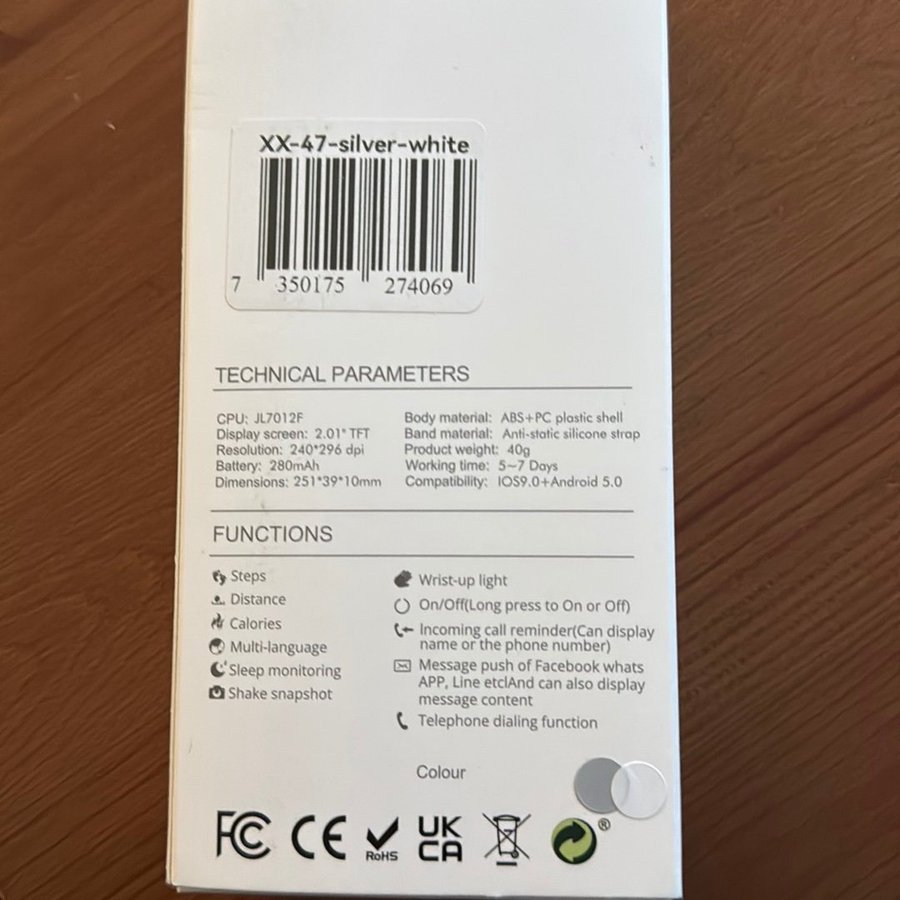 XX-47-silver-white
7 350175 274069
TECHNICAL PARAMETERS
CPU: JL7012F
Display screen: 2.01" TFT
Resolution: 240*296 dpi
Battery: 280mAh
Dimensions: 251*39*10mm
Body material: ABS+PC plastic shell
Band material: Anti-static silicone strap
Product weight: 40g
Working time: 5~7 Days
Compatibility: IOS9.0+Android 5.0
FUNCTIONS
Steps
Distance
Calories
Multi-language
Sleep monitoring
Shake snapshot
Wrist-up light
On/Off(Long press to On or Off)
Incoming call reminder(Can display
name or the phone number)
Message push of Facebook whats
APP, Line etclAnd can also display
message content
Telephone dialing function
Colour
FC CE RoHS UK CA ®